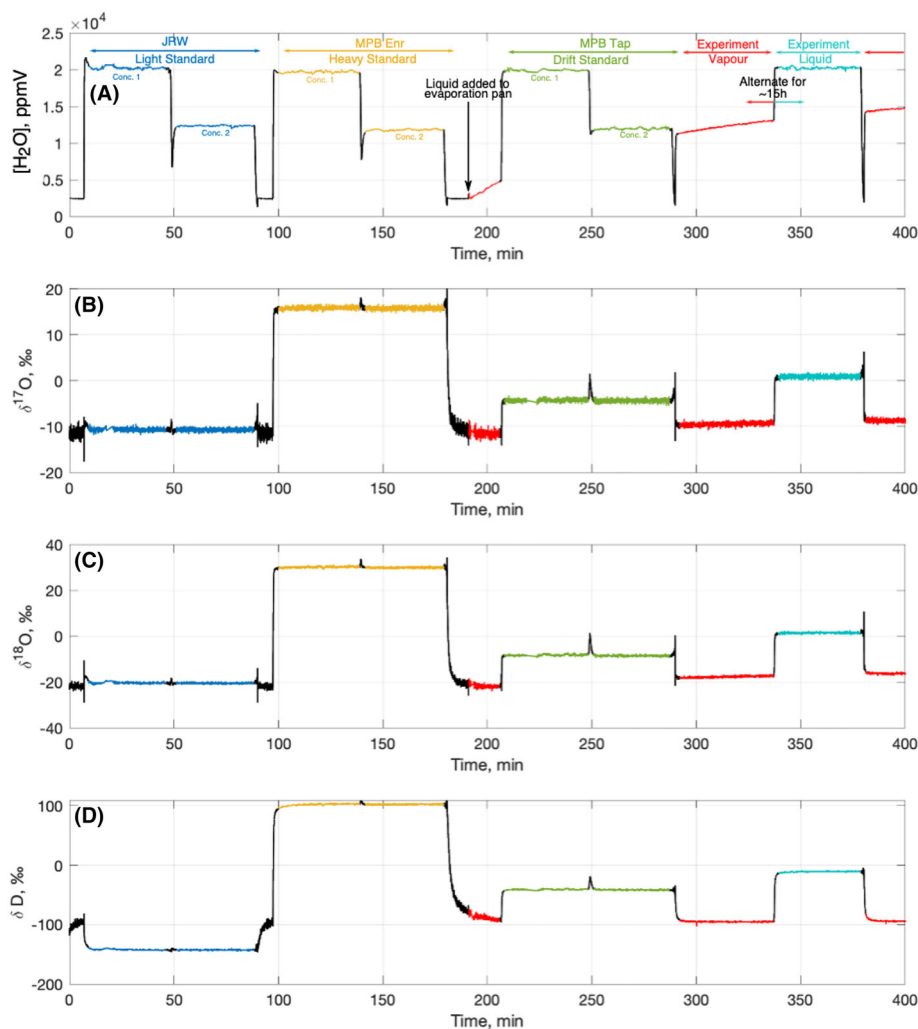 ×10⁴
2.5
2.0
1.5
1.0
0.5
0
[H₂O], ppmV
(A)
JRW
Light Standard
Conc. 1
Conc. 2
MPB Enr
Heavy Standard
Conc. 1
Conc. 2
Liquid added to
evaporation pan
MPB Tap
Drift Standard
Conc. 1
Conc. 2
Experiment
Vapour
Experiment
Liquid
Alternate for
~15h
0 50 100 150 200 250 300 350 400
Time, min
(B)
20
10
0
-10
-20
δ¹⁷O, ‰
0 50 100 150 200 250 300 350 400
Time, min
(C)
40
20
0
-20
-40
δ¹⁸O, ‰
0 50 100 150 200 250 300 350 400
Time, min
(D)
100
0
-100
-200
δ D, ‰
0 50 100 150 200 250 300 350 400
Time, min